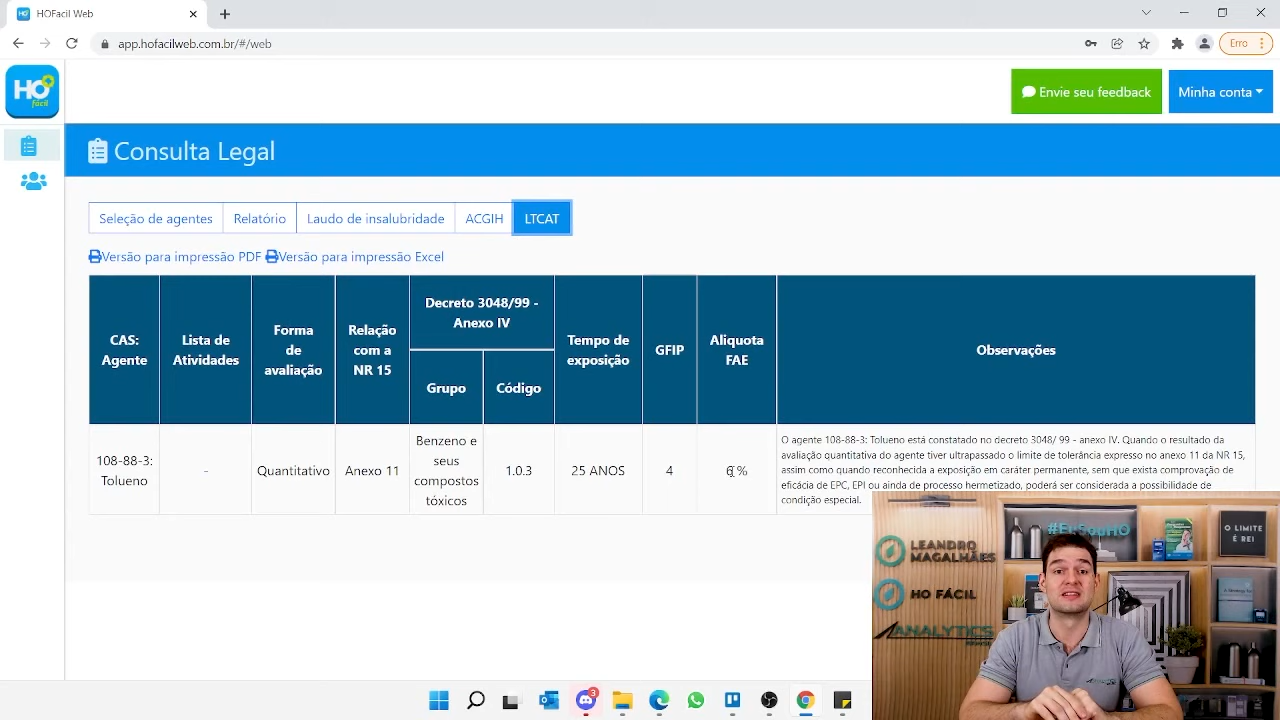 HOFacil Web
app.hofacilweb.com.br/#/web
Erro
HO
fácil
Envie seu feedback
Minha conta
Consulta Legal
Seleção de agentes
Relatório
Laudo de insalubridade
ACGIH
LTCAT
Versão para impressão PDF
Versão para impressão Excel
CAS:
Agente
Lista de
Atividades
Forma
de
avaliação
Relação
com a
NR 15
Decreto 3048/99 -
Anexo IV
Grupo
Código
Tempo de
exposição
GFIP
Aliquota
FAE
Observações
108-88-3:
Tolueno
-
Quantitativo
Anexo 11
Benzeno e
seus
compostos
tóxicos
1.0.3
25 ANOS
4
6%
O agente 108-88-3: Tolueno está constatado no decreto 3048/ 99 - anexo IV. Quando o resultado da
avaliação quantitativa do agente tiver ultrapassado o limite de tolerância expresso no anexo 11 da NR 15,
assim como quando reconhecida a exposição em caráter permanente, sem que exista comprovação de
eficácia de EPC, EPI ou ainda de processo hermetizado, poderá ser considerada a possibilidade de
condição especial.
#EuSouHO
O LIMITE
É REI
LEANDRO
MAGALHÃES
HO FÁCIL
ANALYTICS
3